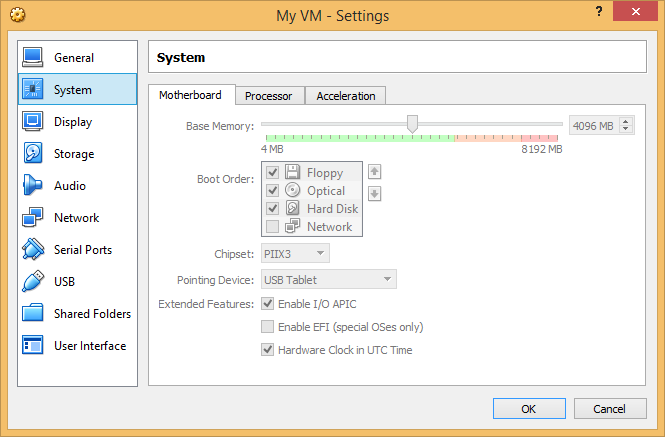 My VM - Settings
?
General
System
Display
Storage
Audio
Network
Serial Ports
USB
Shared Folders
User Interface
System
Motherboard Processor Acceleration
Base Memory: 4096 MB
4 MB 8192 MB
Boot Order: Floppy
Optical
Hard Disk
Network
Chipset: PIIX3
Pointing Device: USB Tablet
Extended Features: Enable I/O APIC
Enable EFI (special OSes only)
Hardware Clock in UTC Time
OK Cancel